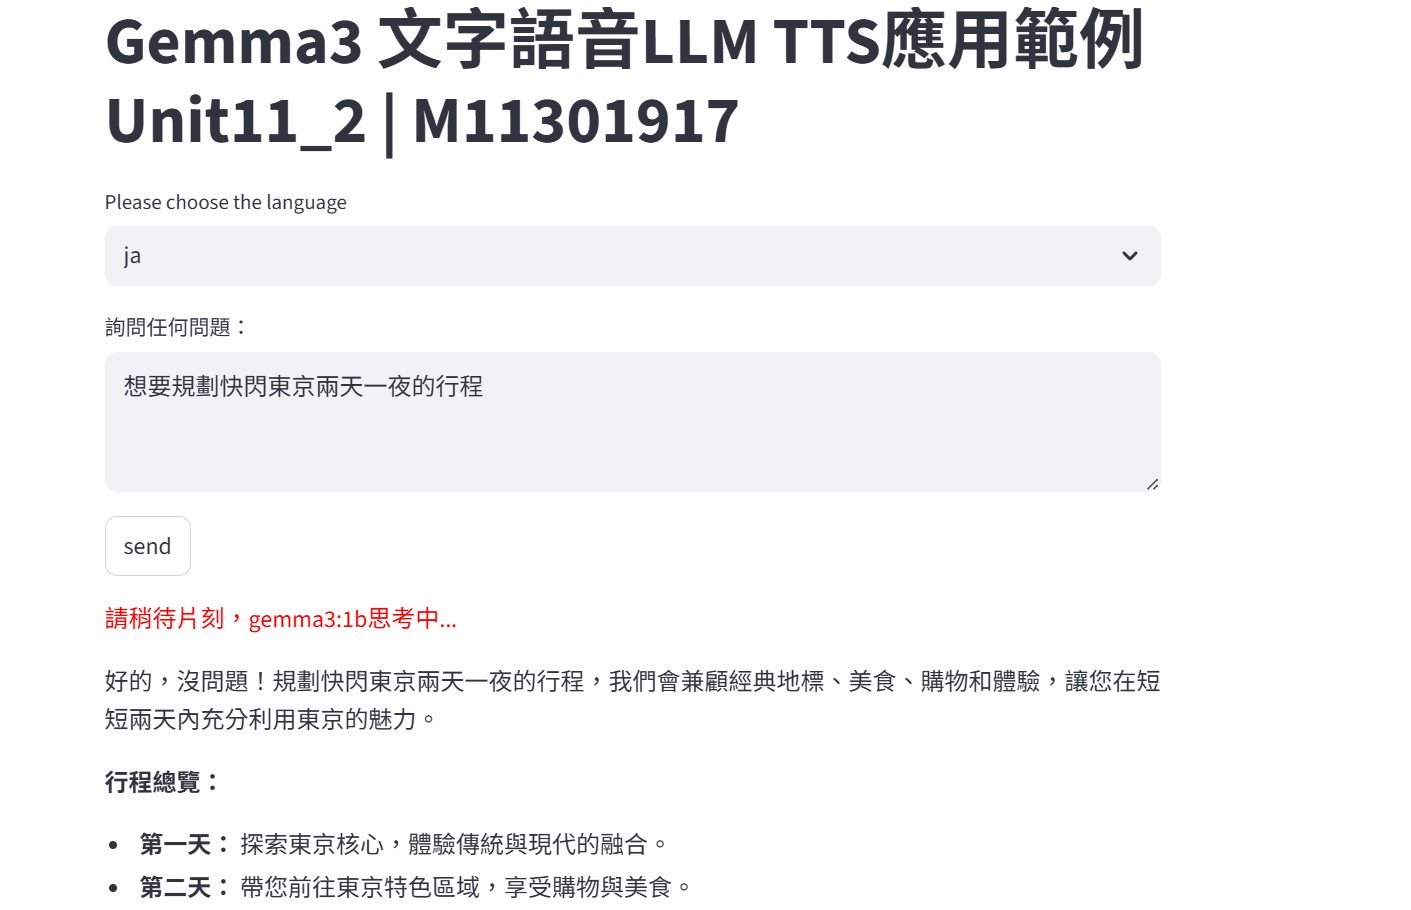 Gemma3 文字語音LLM TTS應用範例
Unit11_2 | M11301917
Please choose the language
ja
詢問任何問題：
想要規劃快閃東京兩天一夜的行程
send
請稍待片刻，gemma3:1b思考中...
好的，沒問題！規劃快閃東京兩天一夜的行程，我們會兼顧經典地標、美食、購物和體驗，讓您在短
短兩天內充分利用東京的魅力。
行程總覽：
• 第一天： 探索東京核心，體驗傳統與現代的融合。
• 第二天： 帶您前往東京特色區域，享受購物與美食。